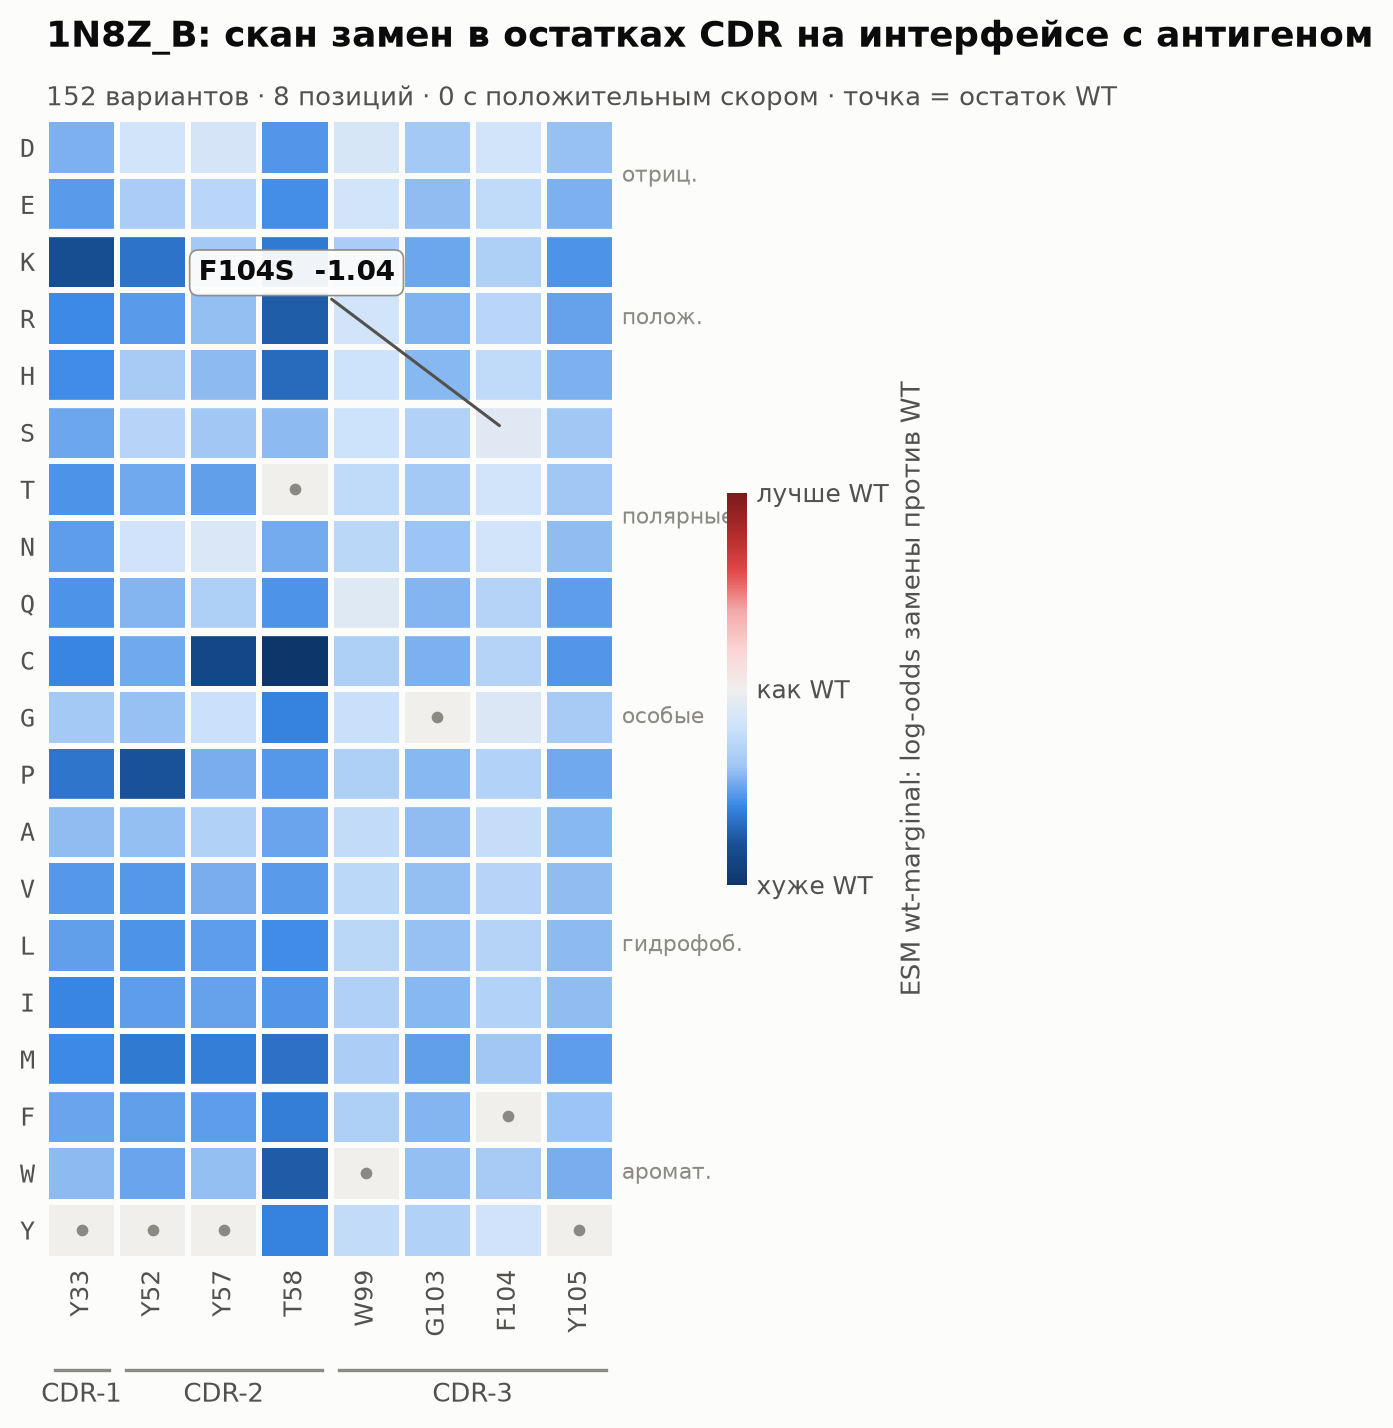 1N8Z_B: скан замен в остатках CDR на интерфейсе с антигеном
152 вариантов · 8 позиций · 0 с положительным скором · точка = остаток WT
D
отриц.
E
K
F104S -1.04
R
полож.
H
S
T
лучше WT
полярные
N
Q
C
G
особые
как WT
P
A
V
хуже WT
L
гидрофоб.
I
M
F
W
аромат.
Y
ESM wt-marginal: log-odds замены против WT
Y33
Y52
Y57
T58
W99
G103
F104
Y105
CDR-1
CDR-2
CDR-3